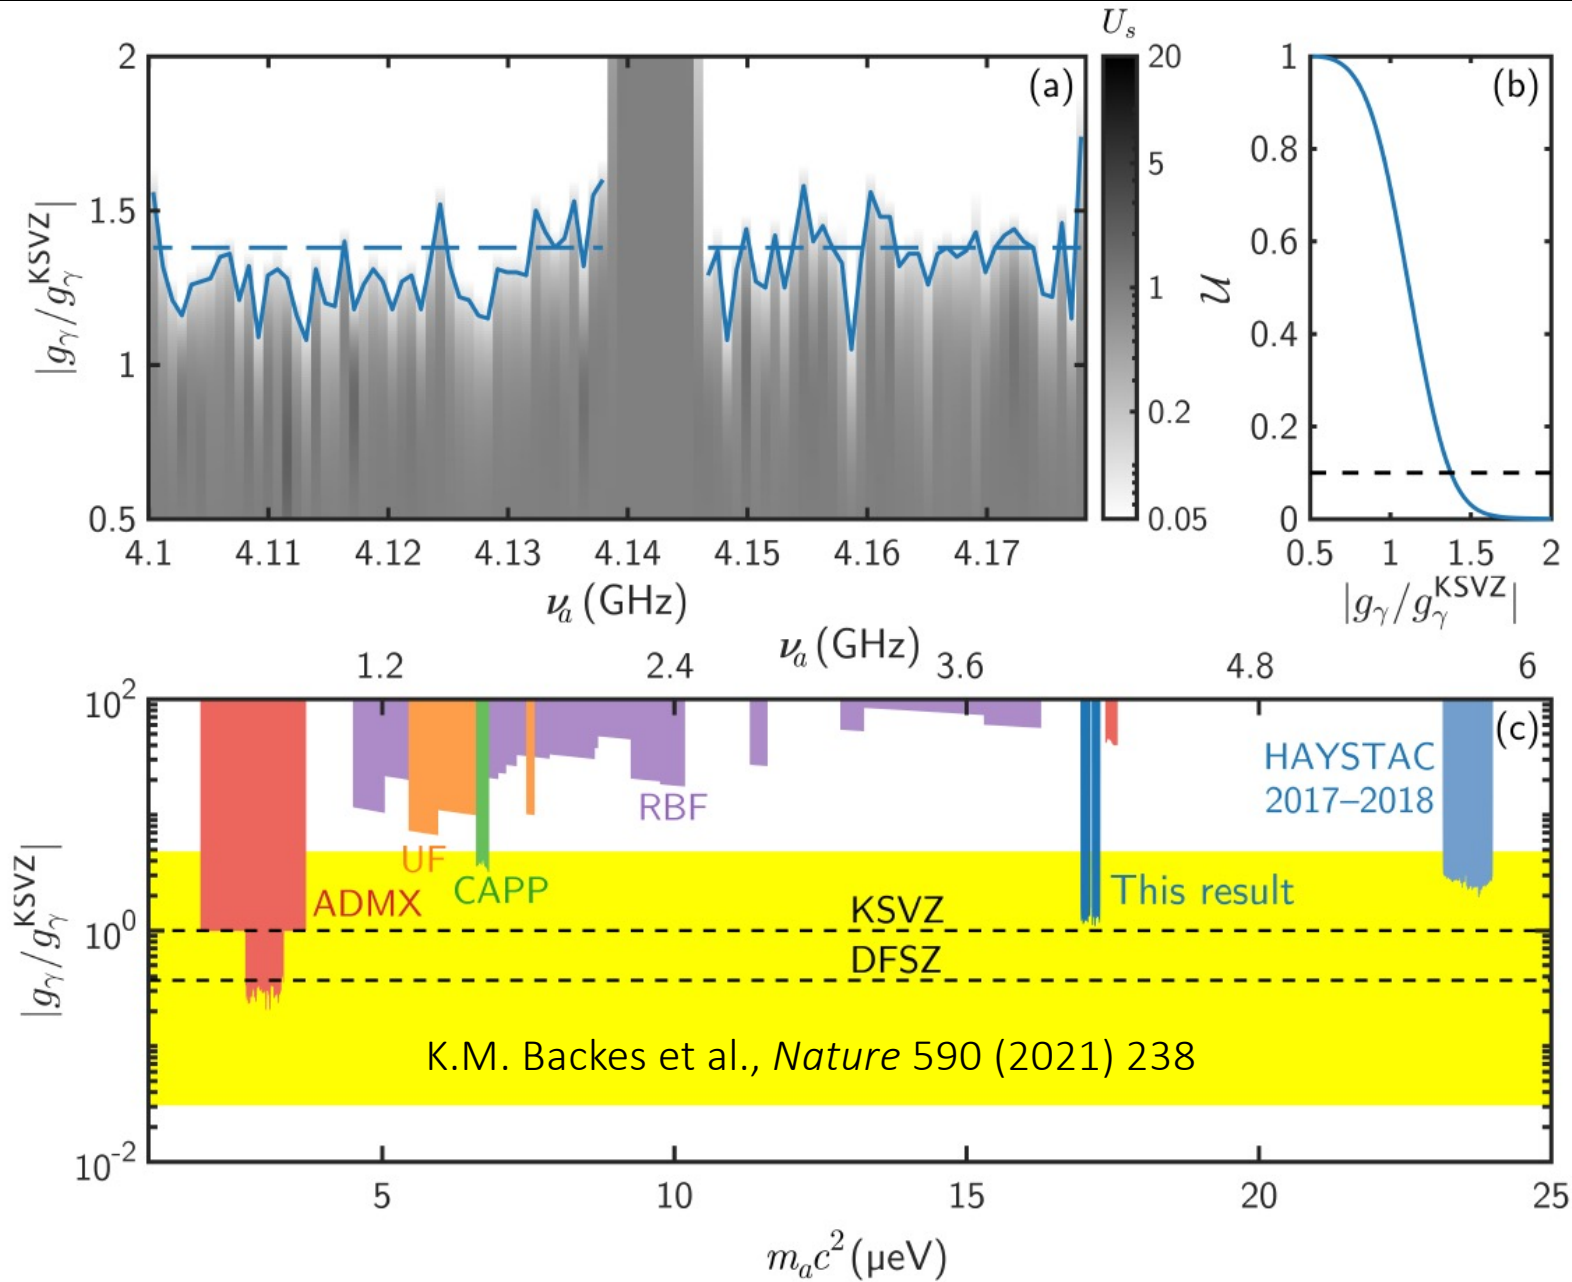 U_s
2
(a)
20
1
(b)
5
0.8
|g_γ/g_γ^KSVZ|
1.5
1
𝒰
0.6
1
0.4
0.2
0.2
0.5
0.05
0
4.1
4.11
4.12
4.13
4.14
4.15
4.16
4.17
0.5
1
1.5
2
ν_a (GHz)
|g_γ/g_γ^KSVZ|
ν_a (GHz)
1.2
2.4
3.6
4.8
6
10^2
(c)
HAYSTAC
2017–2018
RBF
UF
CAPP
ADMX
This result
KSVZ
|g_γ/g_γ^KSVZ|
10^0
DFSZ
K.M. Backes et al., Nature 590 (2021) 238
10^-2
5
10
15
20
25
m_a c^2 (μeV)